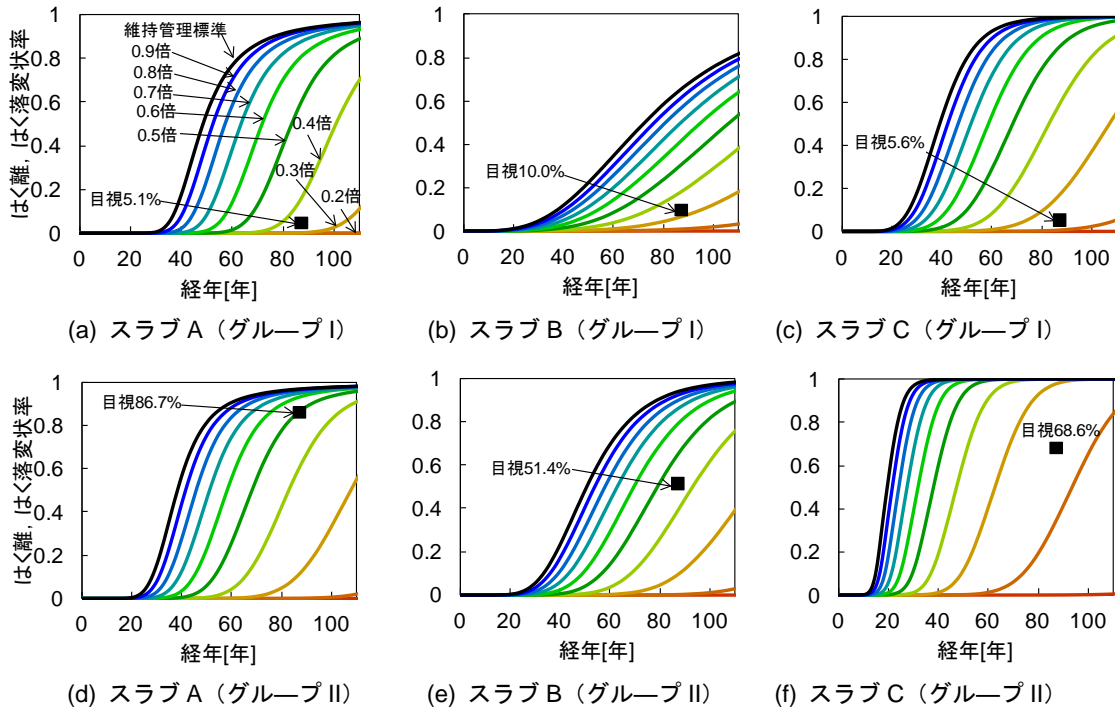 はく離，はく落変状率
1
0.8
0.6
0.4
0.2
0
維持管理標準
0.9倍
0.8倍
0.7倍
0.6倍
0.5倍
0.4倍
0.3倍
0.2倍
目視5.1%
0 20 40 60 80 100
経年[年]
(a) スラブ A（グループ I）
1
0.8
0.6
0.4
0.2
0
目視10.0%
0 20 40 60 80 100
経年[年]
(b) スラブ B（グループ I）
1
0.8
0.6
0.4
0.2
0
目視5.6%
0 20 40 60 80 100
経年[年]
(c) スラブ C（グループ I）
はく離，はく落変状率
1
0.8
0.6
0.4
0.2
0
目視86.7%
0 20 40 60 80 100
経年[年]
(d) スラブ A（グループ II）
1
0.8
0.6
0.4
0.2
0
目視51.4%
0 20 40 60 80 100
経年[年]
(e) スラブ B（グループ II）
1
0.8
0.6
0.4
0.2
0
目視68.6%
0 20 40 60 80 100
経年[年]
(f) スラブ C（グループ II）